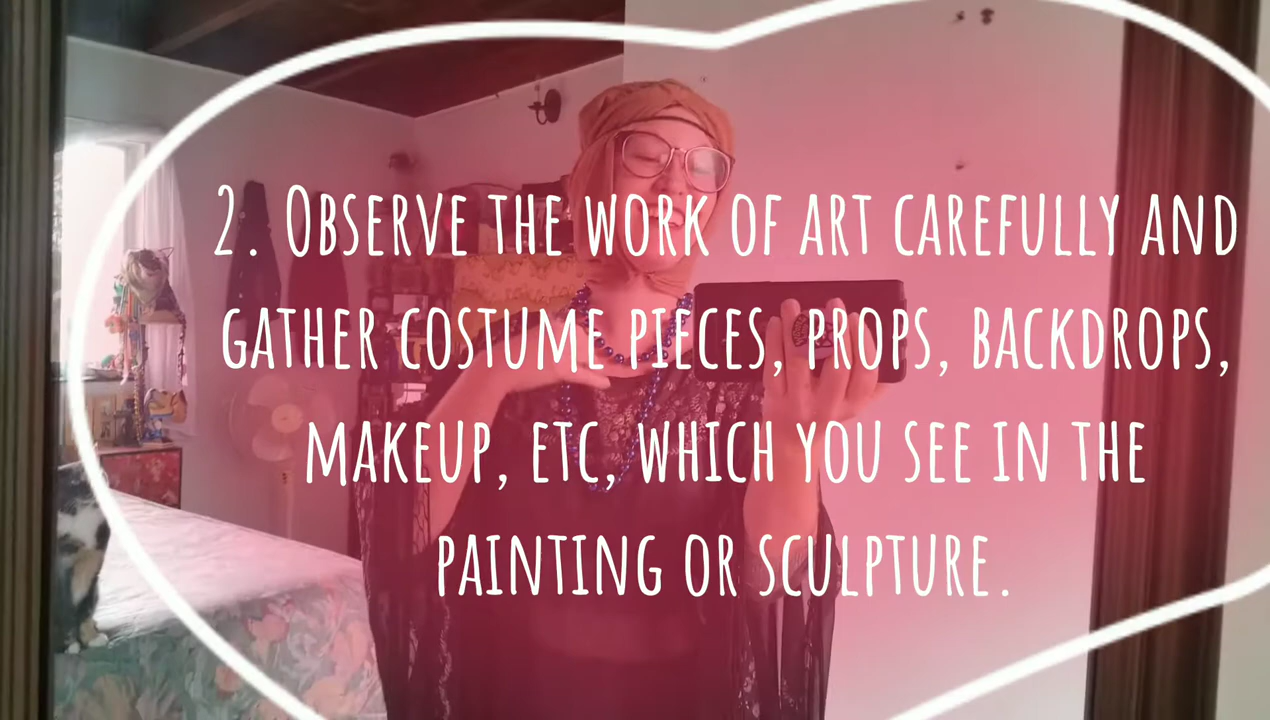 2. Observe the work of art carefully and
gather costume pieces, props, backdrops,
makeup, etc, which you see in the
painting or sculpture.